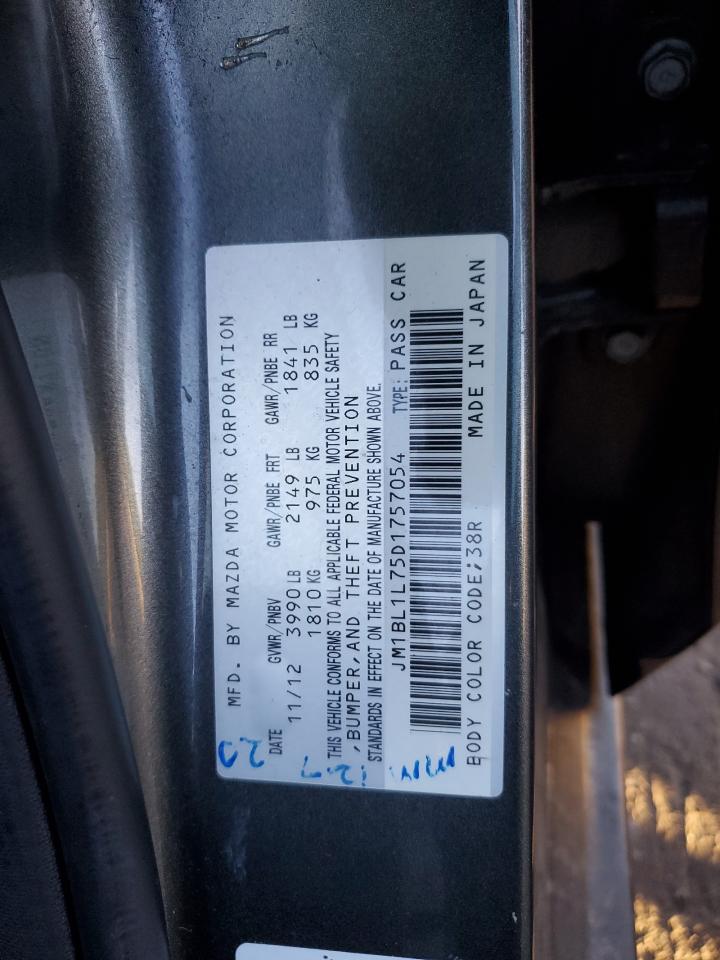 MFD. BY MAZDA MOTOR CORPORATION
DATE GVWR/PNBV GAWR/PNBE FRT GAWR/PNBE RR
11/12 3990 LB 2149 LB 1841 LB
1810 KG 975 KG 835 KG
THIS VEHICLE CONFORMS TO ALL APPLICABLE FEDERAL MOTOR VEHICLE SAFETY
,BUMPER, AND THEFT PREVENTION
STANDARDS IN EFFECT ON THE DATE OF MANUFACTURE SHOWN ABOVE.
JM1BL1L75D1757054 TYPE: PASS CAR
BODY COLOR CODE:38R MADE IN JAPAN